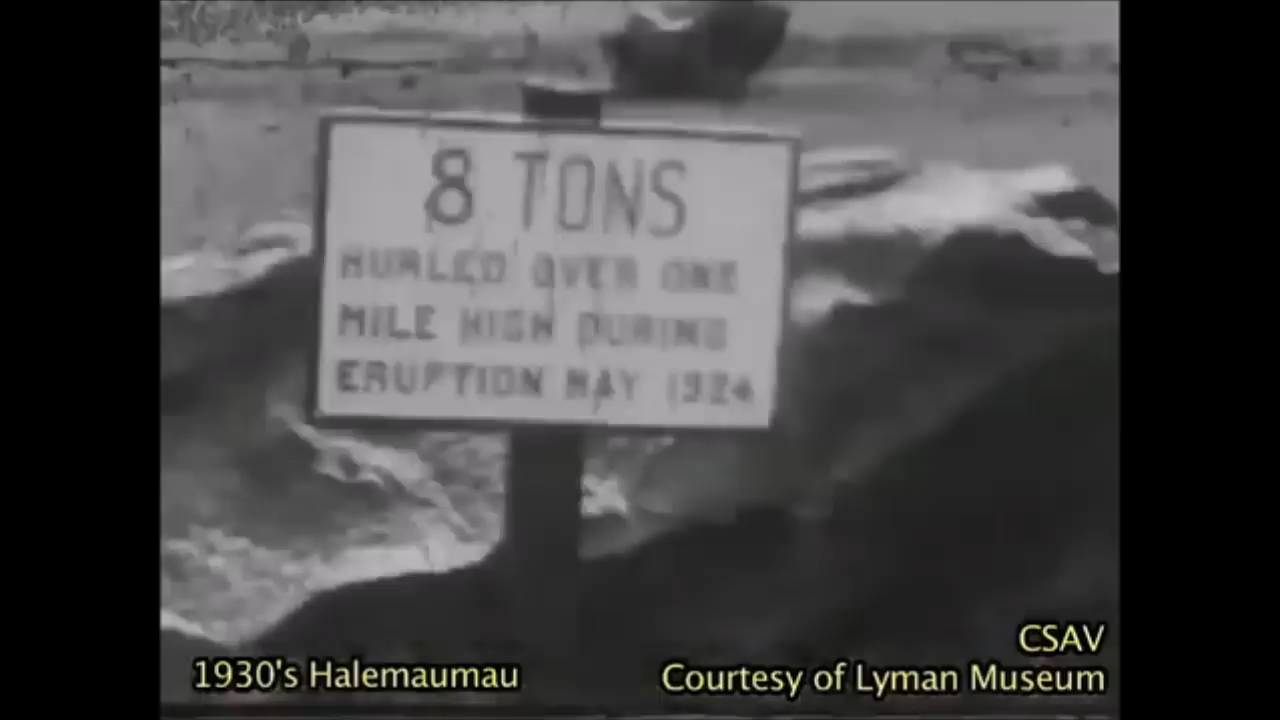 8 TONS
HURLED OVER ONE
MILE HIGH DURING
ERUPTION MAY 1924
1930's Halemaumau
CSAV
Courtesy of Lyman Museum